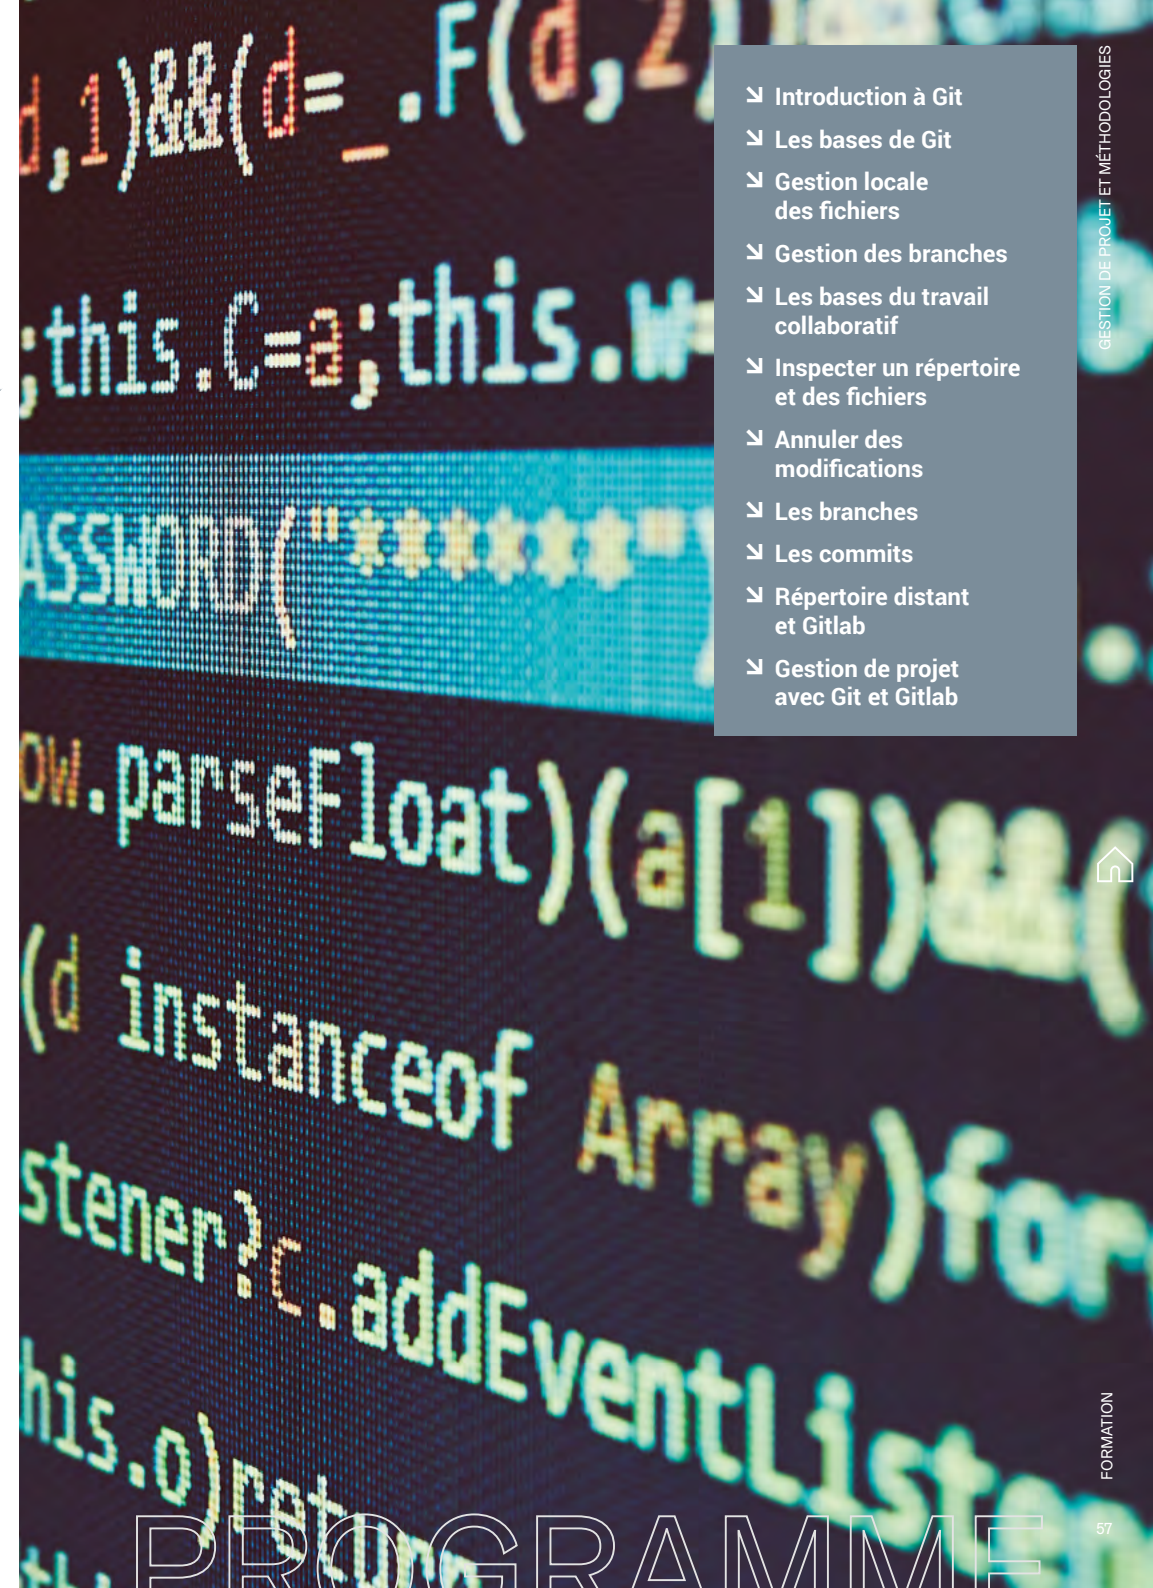 d,1)&&(d=_.F(d,2)
;this.C=a;this.w=
ASSWORD("******")
ow.parseFloat)(a[1])&&(
(d instanceof Array)for
stener?c.addEventListen
his.o)return
Introduction à Git
Les bases de Git
Gestion locale
des fichiers
Gestion des branches
Les bases du travail
collaboratif
Inspecter un répertoire
et des fichiers
Annuler des
modifications
Les branches
Les commits
Répertoire distant
et Gitlab
Gestion de projet
avec Git et Gitlab
GESTION DE PROJET ET MÉTHODOLOGIES
FORMATION
57
PROGRAMME